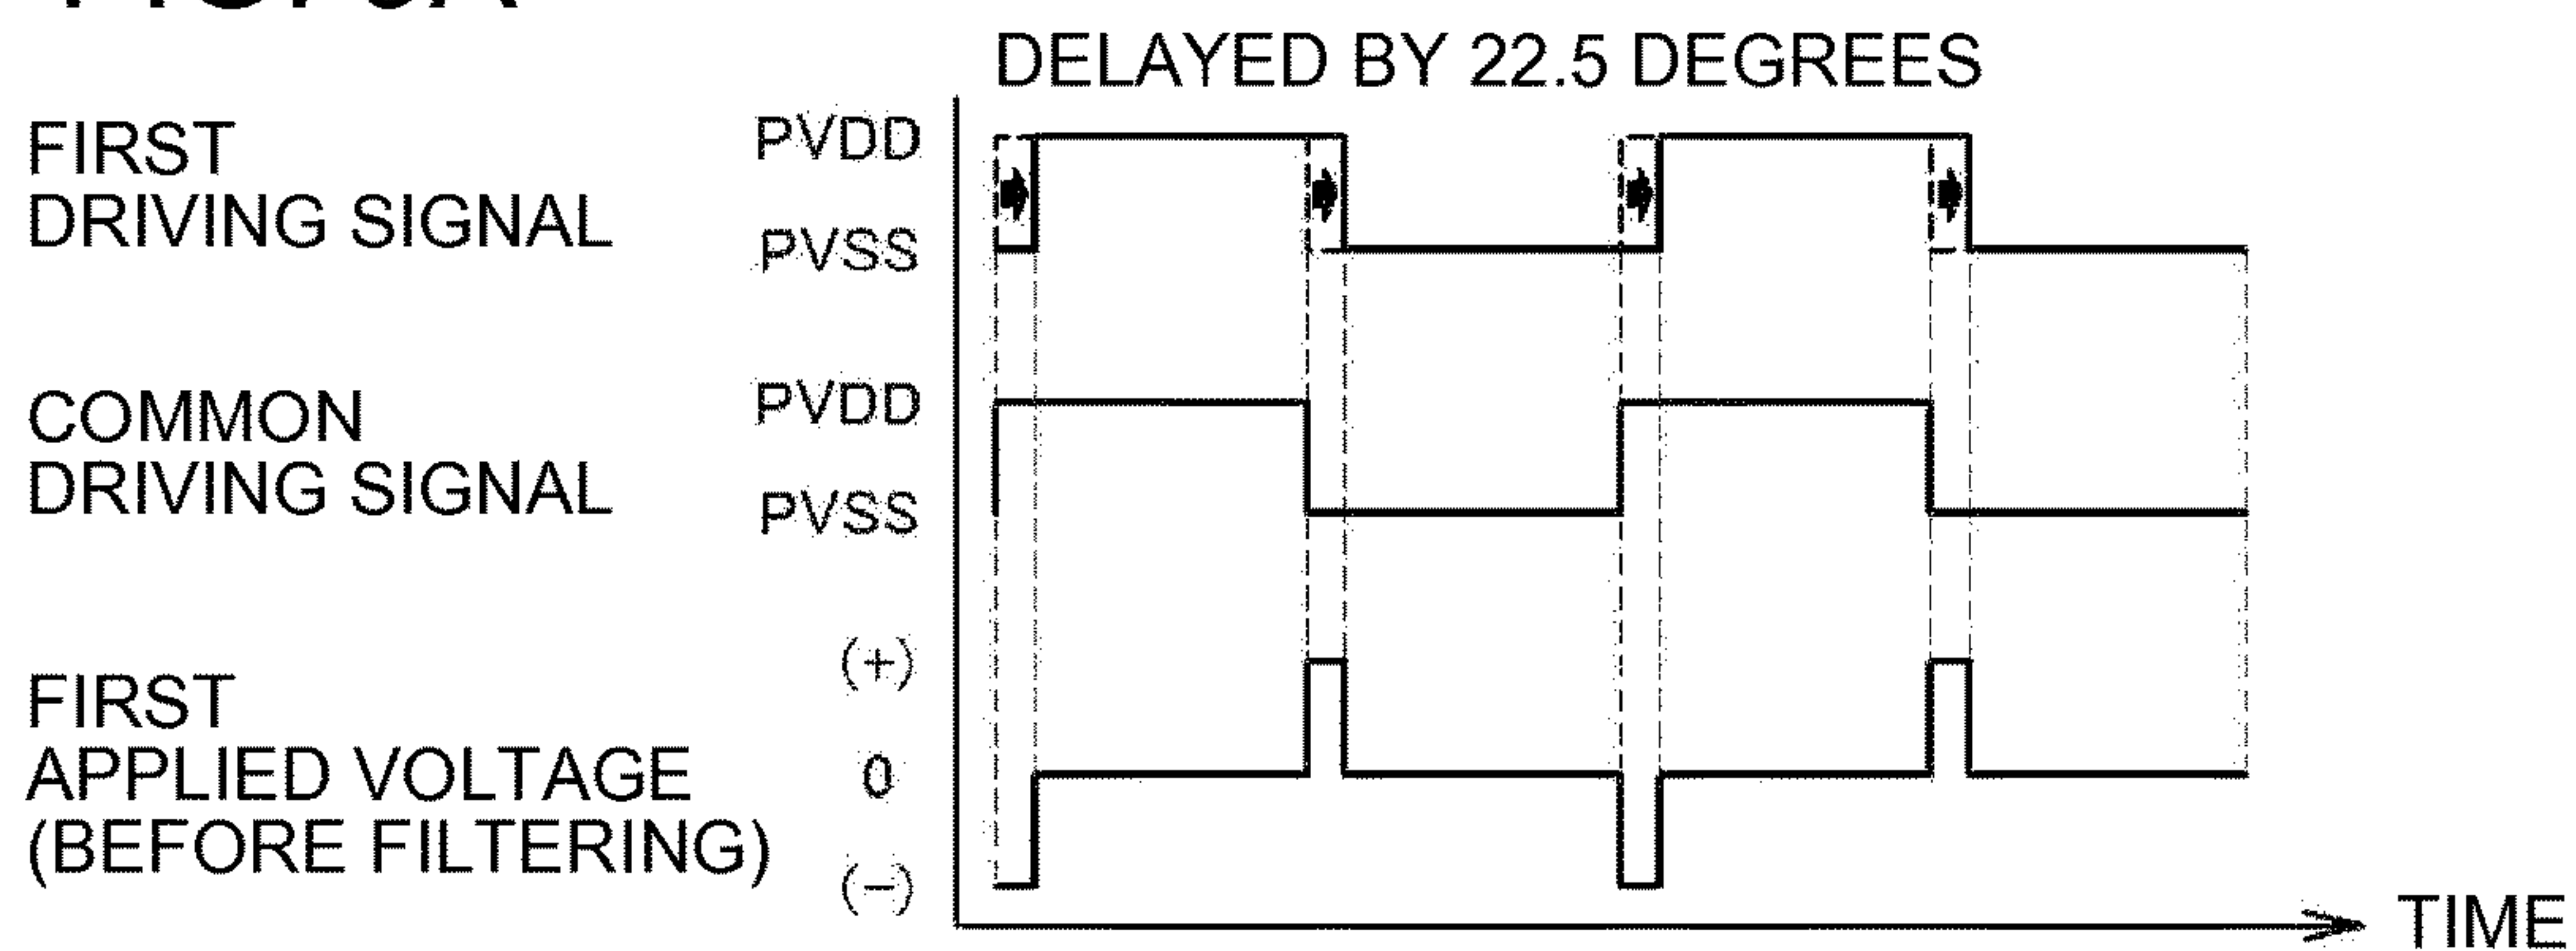 DELAYED BY 22.5 DEGREES
FIRST
DRIVING SIGNAL
PVDD
PVSS
COMMON
DRIVING SIGNAL
PVDD
PVSS
FIRST
APPLIED VOLTAGE
(BEFORE FILTERING)
(+)
0
(−)
TIME